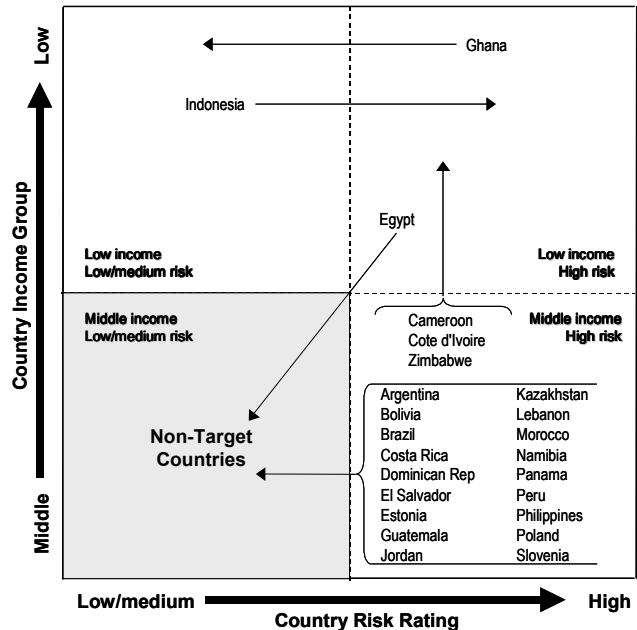 Low
Country Income Group
Middle
Ghana
Indonesia
Egypt
Low income
Low/medium risk
Low income
High risk
Middle income
Low/medium risk
Cameroon
Cote d'Ivoire
Zimbabwe
Middle income
High risk
Non-Target
Countries
Argentina
Bolivia
Brazil
Costa Rica
Dominican Rep
El Salvador
Estonia
Guatemala
Jordan
Kazakhstan
Lebanon
Morocco
Namibia
Panama
Peru
Philippines
Poland
Slovenia
Low/medium
High
Country Risk Rating